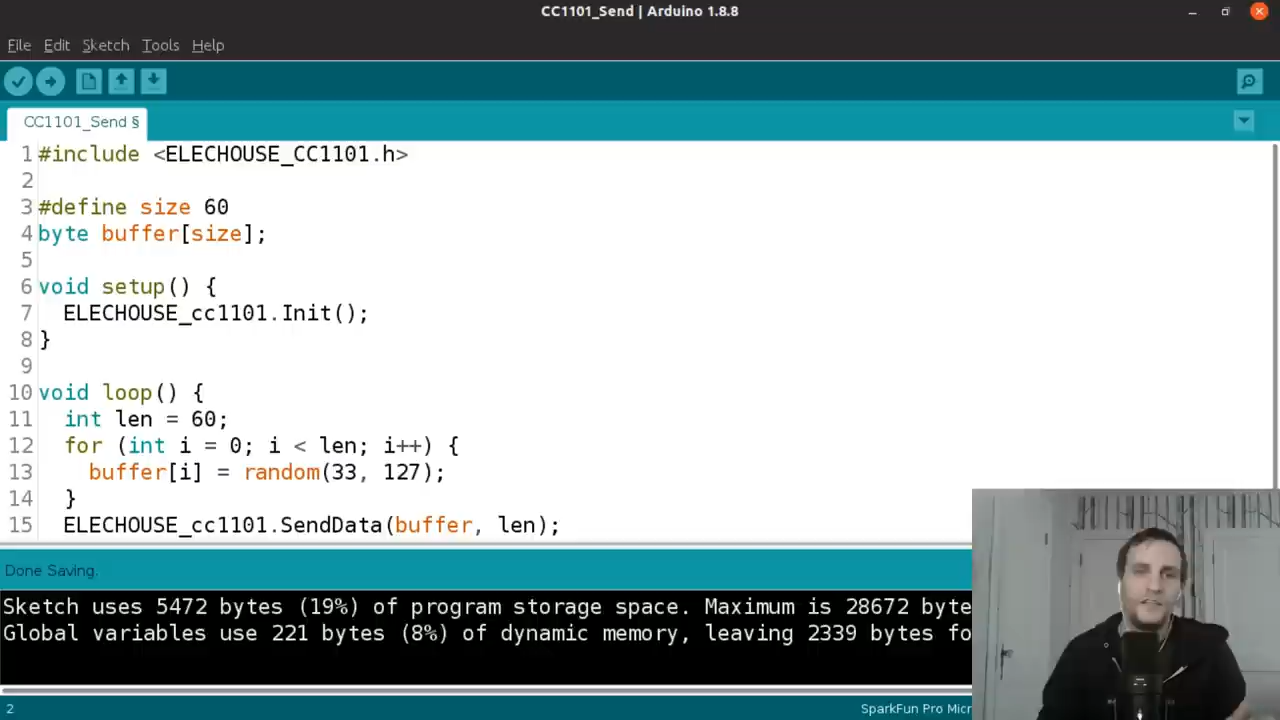 CC1101_Send | Arduino 1.8.8
File Edit Sketch Tools Help
CC1101_Send §
1 #include <ELECHOUSE_CC1101.h>
2
3 #define size 60
4 byte buffer[size];
5
6 void setup() {
7   ELECHOUSE_cc1101.Init();
8 }
9
10 void loop() {
11   int len = 60;
12   for (int i = 0; i < len; i++) {
13     buffer[i] = random(33, 127);
14   }
15   ELECHOUSE_cc1101.SendData(buffer, len);
Done Saving.
Sketch uses 5472 bytes (19%) of program storage space. Maximum is 28672 byte
Global variables use 221 bytes (8%) of dynamic memory, leaving 2339 bytes fo
2 SparkFun Pro Micr